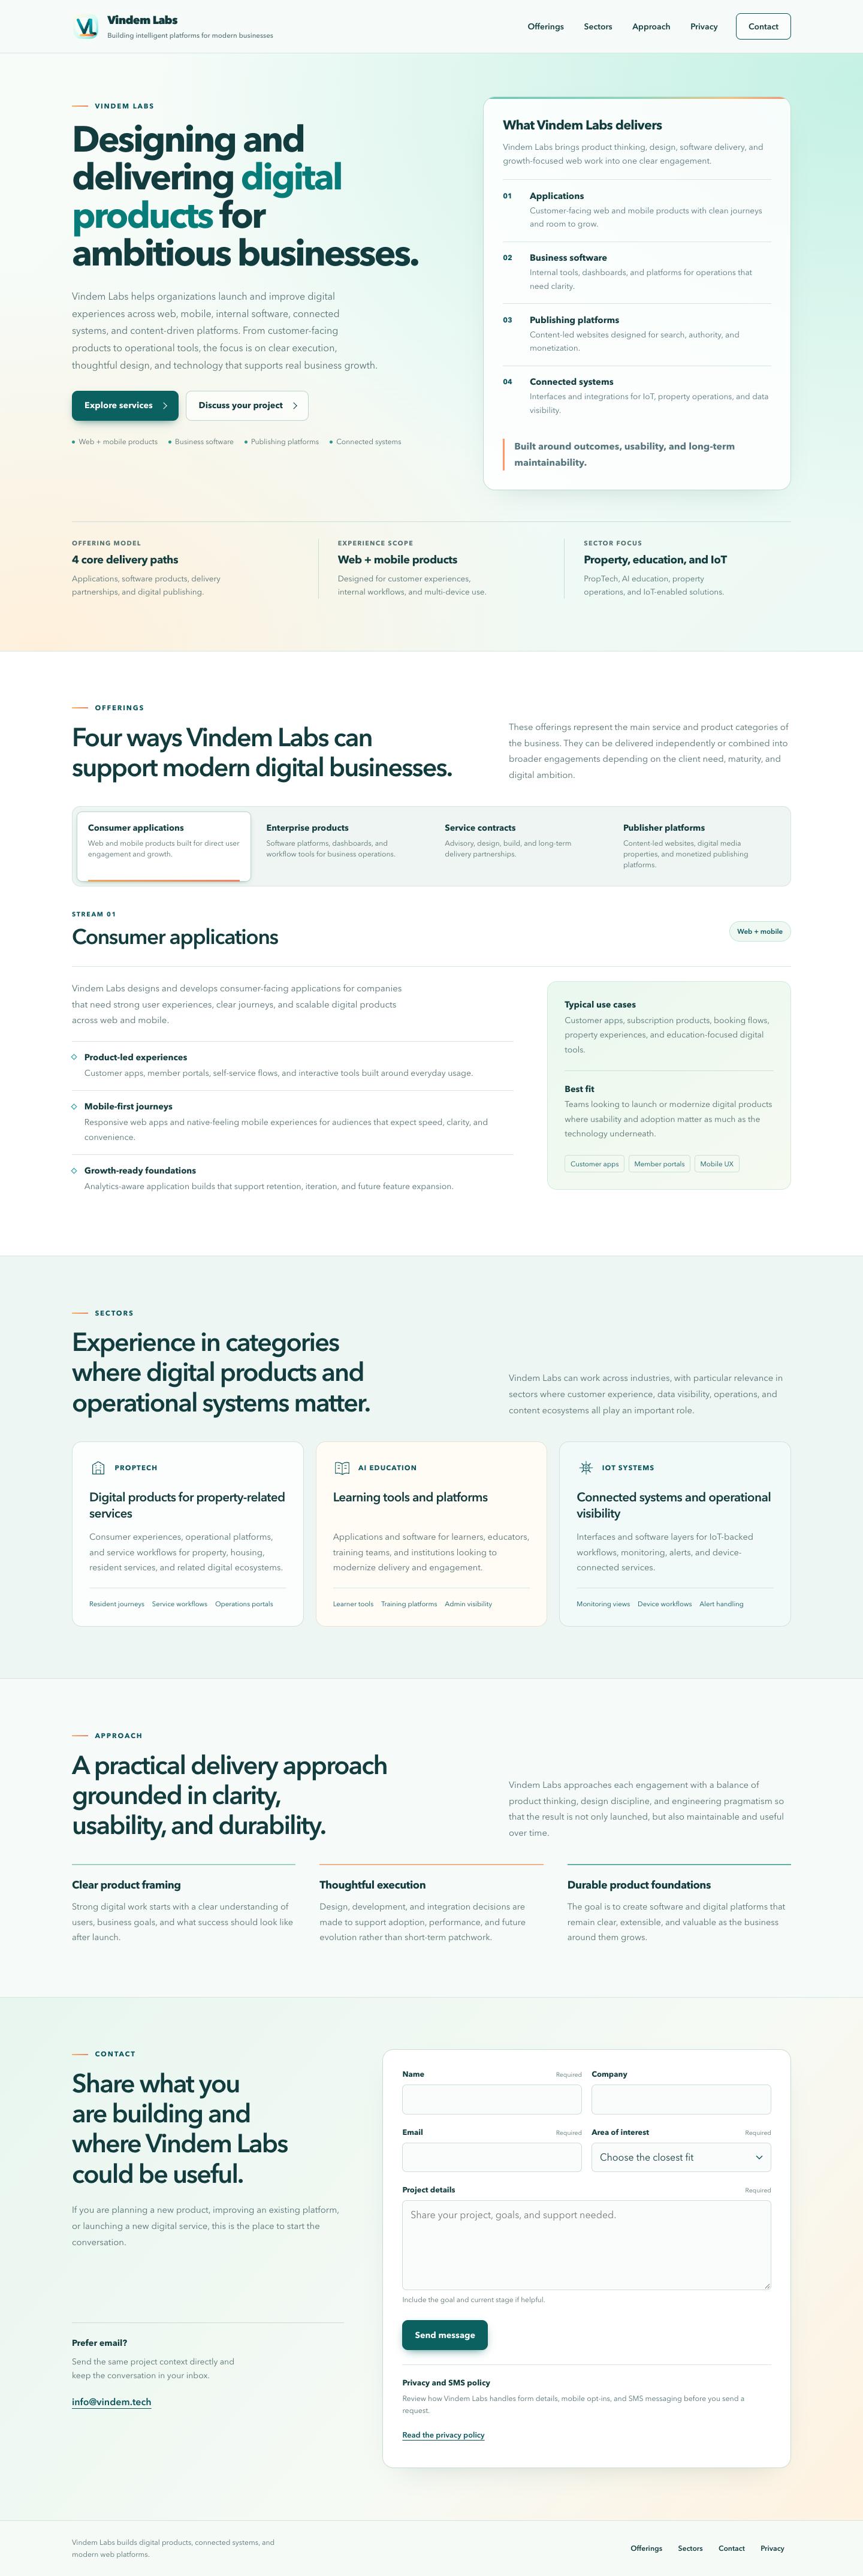 VL
Vindem Labs
Building intelligent platforms for modern businesses
Offerings
Sectors
Approach
Privacy
Contact
VINDEM LABS
Designing and
delivering digital
products for
ambitious businesses.
Vindem Labs helps organizations launch and improve digital
experiences across web, mobile, internal software, connected
systems, and content-driven platforms. From customer-facing
products to operational tools, the focus is on clear execution,
thoughtful design, and technology that supports real business growth.
Explore services
Discuss your project
Web + mobile products
Business software
Publishing platforms
Connected systems
What Vindem Labs delivers
Vindem Labs brings product thinking, design, software delivery, and
growth-focused web work into one clear engagement.
01
Applications
Customer-facing web and mobile products with clean journeys
and room to grow.
02
Business software
Internal tools, dashboards, and platforms for operations that
need clarity.
03
Publishing platforms
Content-led websites designed for search, authority, and
monetization.
04
Connected systems
Interfaces and integrations for IoT, property operations, and data
visibility.
Built around outcomes, usability, and long-term
maintainability.
OFFERING MODEL
4 core delivery paths
Applications, software products, delivery
partnerships, and digital publishing.
EXPERIENCE SCOPE
Web + mobile products
Designed for customer experiences,
internal workflows, and multi-device use.
SECTOR FOCUS
Property, education, and IoT
PropTech, AI education, property
operations, and IoT-enabled solutions.
OFFERINGS
Four ways Vindem Labs can
support modern digital businesses.
These offerings represent the main service and product categories of
the business. They can be delivered independently or combined into
broader engagements depending on the client need, maturity, and
digital ambition.
Consumer applications
Web and mobile products built for direct user
engagement and growth.
Enterprise products
Software platforms, dashboards, and
workflow tools for business operations.
Service contracts
Advisory, design, build, and long-term
delivery partnerships.
Publisher platforms
Content-led websites, digital media
properties, and monetized publishing
platforms.
STREAM 01
Consumer applications
Web + mobile
Vindem Labs designs and develops consumer-facing applications for companies
that need strong user experiences, clear journeys, and scalable digital products
across web and mobile.
Product-led experiences
Customer apps, member portals, self-service flows, and interactive tools built around everyday usage.
Mobile-first journeys
Responsive web apps and native-feeling mobile experiences for audiences that expect speed, clarity, and
convenience.
Growth-ready foundations
Analytics-aware application builds that support retention, iteration, and future feature expansion.
Typical use cases
Customer apps, subscription products, booking flows,
property experiences, and education-focused digital
tools.
Best fit
Teams looking to launch or modernize digital products
where usability and adoption matter as much as the
technology underneath.
Customer apps
Member portals
Mobile UX
SECTORS
Experience in categories
where digital products and
operational systems matter.
Vindem Labs can work across industries, with particular relevance in
sectors where customer experience, data visibility, operations, and
content ecosystems all play an important role.
PROPTECH
Digital products for property-related
services
Consumer experiences, operational platforms,
and service workflows for property, housing,
resident services, and related digital ecosystems.
Resident journeys
Service workflows
Operations portals
AI EDUCATION
Learning tools and platforms
Applications and software for learners, educators,
training teams, and institutions looking to
modernize delivery and engagement.
Learner tools
Training platforms
Admin visibility
IOT SYSTEMS
Connected systems and operational
visibility
Interfaces and software layers for IoT-backed
workflows, monitoring, alerts, and device-
connected services.
Monitoring views
Device workflows
Alert handling
APPROACH
A practical delivery approach
grounded in clarity,
usability, and durability.
Vindem Labs approaches each engagement with a balance of
product thinking, design discipline, and engineering pragmatism so
that the result is not only launched, but also maintainable and useful
over time.
Clear product framing
Strong digital work starts with a clear understanding of
users, business goals, and what success should look like
after launch.
Thoughtful execution
Design, development, and integration decisions are
made to support adoption, performance, and future
evolution rather than short-term patchwork.
Durable product foundations
The goal is to create software and digital platforms that
remain clear, extensible, and valuable as the business
around them grows.
CONTACT
Share what you
are building and
where Vindem Labs
could be useful.
If you are planning a new product, improving an existing platform,
or launching a new digital service, this is the place to start the
conversation.
Prefer email?
Send the same project context directly and
keep the conversation in your inbox.
info@vindem.tech
Name
Required
Company
Email
Required
Area of interest
Required
Choose the closest fit
Project details
Required
Share your project, goals, and support needed.
Include the goal and current stage if helpful.
Send message
Privacy and SMS policy
Review how Vindem Labs handles form details, mobile opt-ins, and SMS messaging before you send a
request.
Read the privacy policy
Vindem Labs builds digital products, connected systems, and
modern web platforms.
Offerings
Sectors
Contact
Privacy